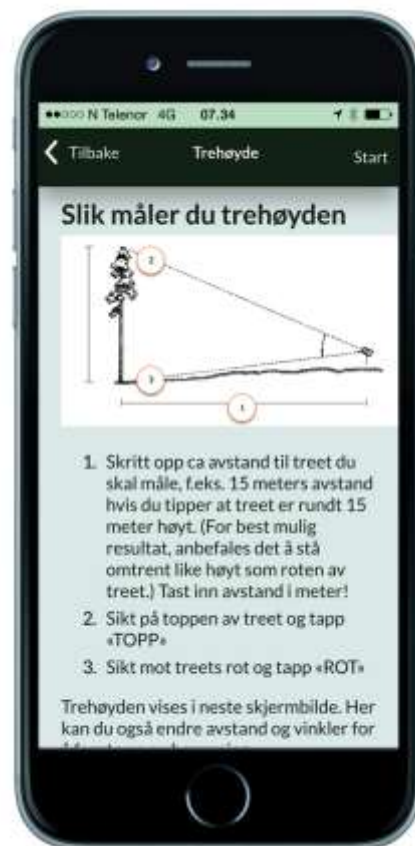 N Telenor 4G 07.34
Tilbake Trehøyde Start
Slik måler du trehøyden
2
3
1
1. Skritt opp ca avstand til treet du
skal måle, f.eks. 15 meters avstand
hvis du tipper at treet er rundt 15
meter høyt. (For best mulig
resultat, anbefales det å stå
omtrent like høyt som roten av
treet.) Tast inn avstand i meter!
2. Sikt på toppen av treet og tapp
«TOPP»
3. Sikt mot treets rot og tapp «ROT»
Trehøyden vises i neste skjermbilde. Her
kan du også endre avstand og vinkler for